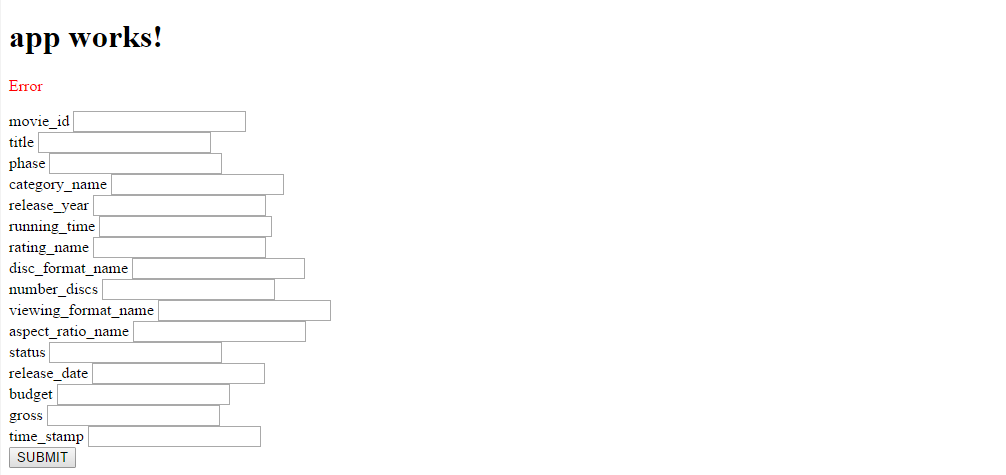 app works!
Error
movie_id
title
phase
category_name
release_year
running_time
rating_name
disc_format_name
number_discs
viewing_format_name
aspect_ratio_name
status
release_date
budget
gross
time_stamp
SUBMIT